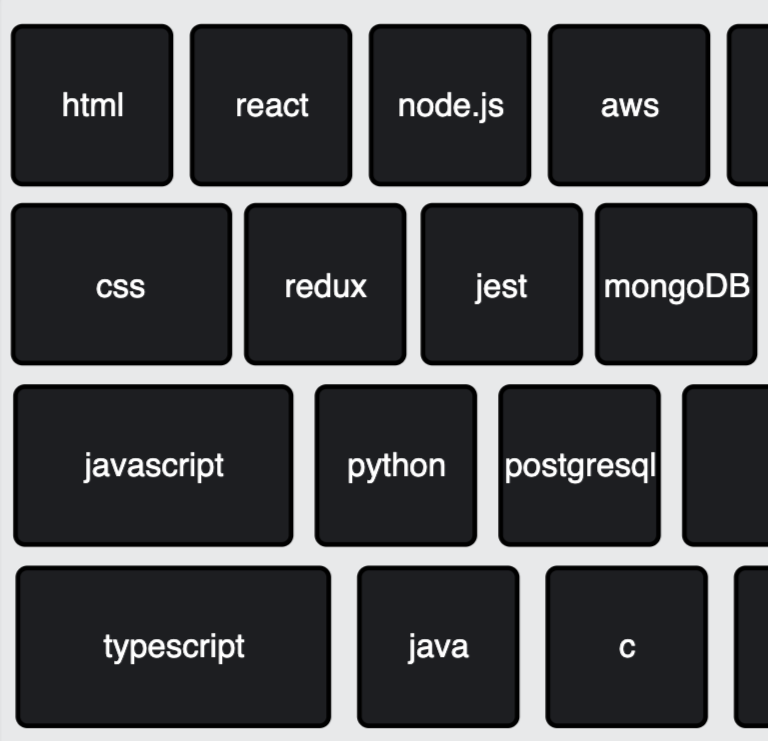 html react node.js aws
css redux jest mongoDB
javascript python postgresql
typescript java c